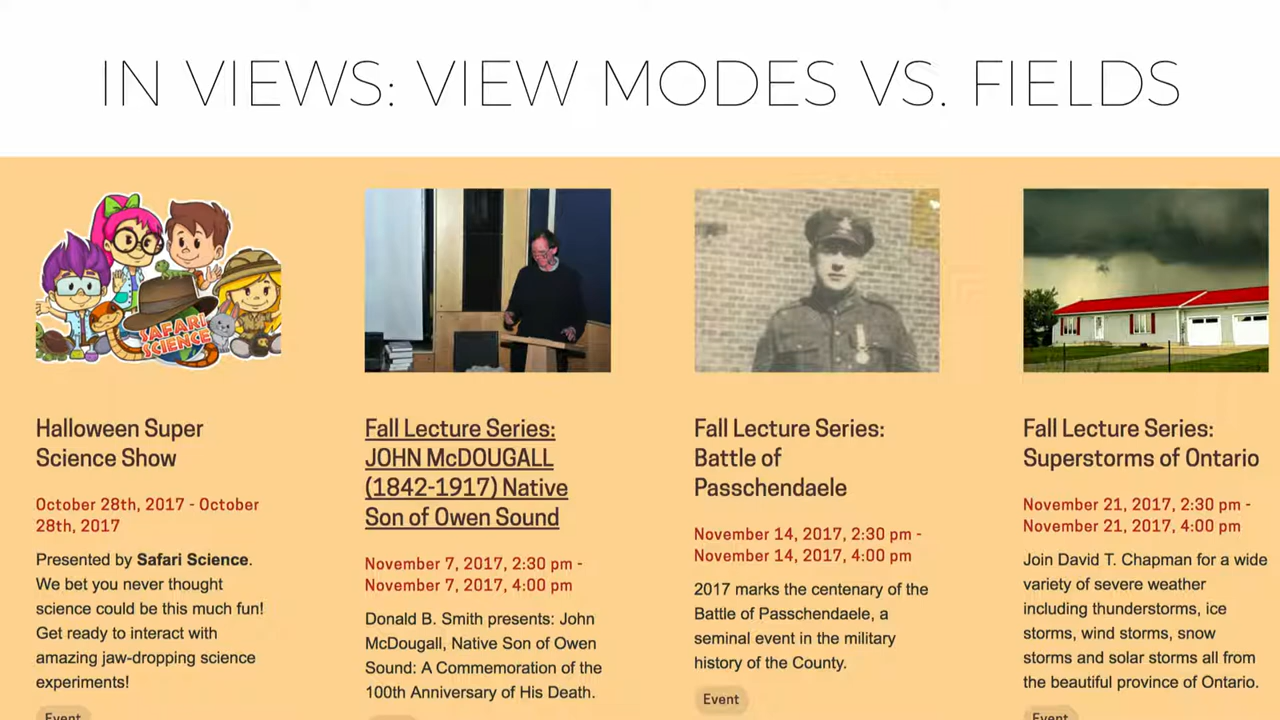 IN VIEWS: VIEW MODES VS. FIELDS
SAFARI
SCIENCE
Halloween Super
Science Show
October 28th, 2017 - October
28th, 2017
Presented by Safari Science.
We bet you never thought
science could be this much fun!
Get ready to interact with
amazing jaw-dropping science
experiments!
Event
Fall Lecture Series:
JOHN McDOUGALL
(1842-1917) Native
Son of Owen Sound
November 7, 2017, 2:30 pm -
November 7, 2017, 4:00 pm
Donald B. Smith presents: John
McDougall, Native Son of Owen
Sound: A Commemoration of the
100th Anniversary of His Death.
Fall Lecture Series:
Battle of
Passchendaele
November 14, 2017, 2:30 pm -
November 14, 2017, 4:00 pm
2017 marks the centenary of the
Battle of Passchendaele, a
seminal event in the military
history of the County.
Event
Fall Lecture Series:
Superstorms of Ontario
November 21, 2017, 2:30 pm -
November 21, 2017, 4:00 pm
Join David T. Chapman for a wide
variety of severe weather
including thunderstorms, ice
storms, wind storms, snow
storms and solar storms all from
the beautiful province of Ontario.
Event